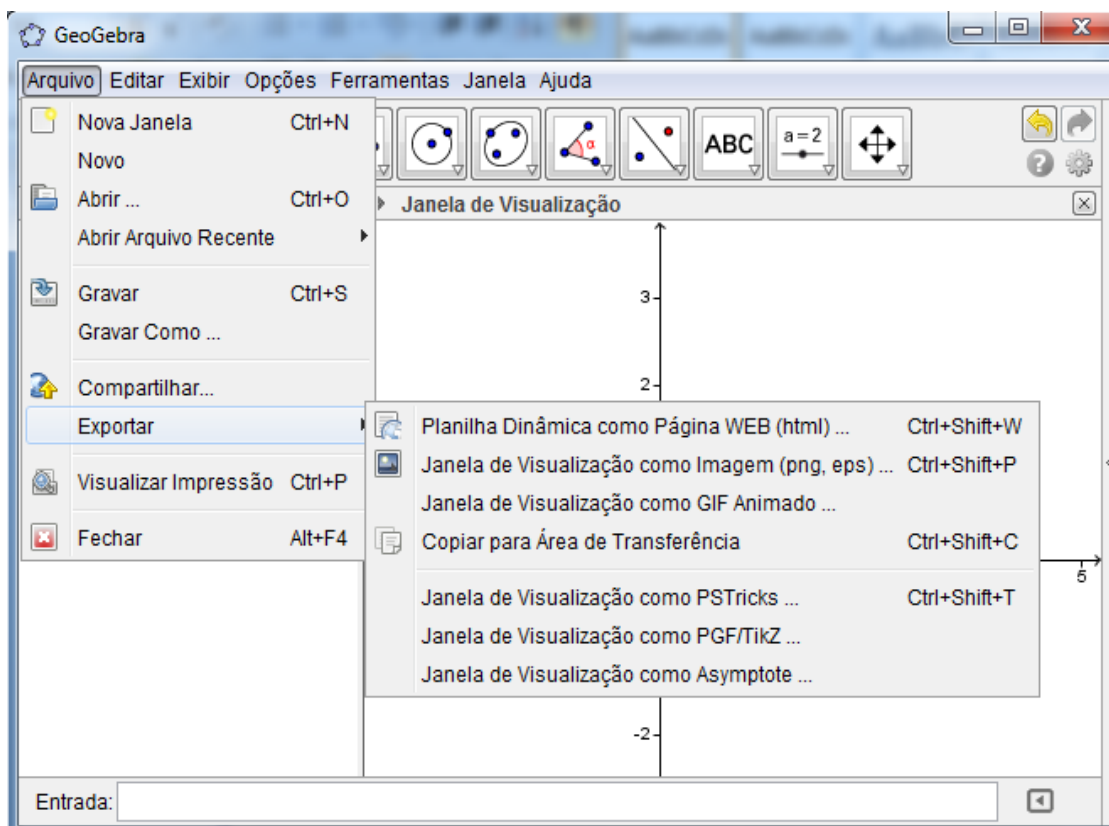 GeoGebra
Arquivo Editar Exibir Opções Ferramentas Janela Ajuda
Nova Janela Ctrl+N
Novo
Abrir ... Ctrl+O
Abrir Arquivo Recente
Gravar Ctrl+S
Gravar Como ...
Compartilhar...
Exportar
Visualizar Impressão Ctrl+P
Fechar Alt+F4
α
ABC
a=2
Janela de Visualização
3
2
Planilha Dinâmica como Página WEB (html) ... Ctrl+Shift+W
Janela de Visualização como Imagem (png, eps) ... Ctrl+Shift+P
Janela de Visualização como GIF Animado ...
Copiar para Área de Transferência Ctrl+Shift+C
Janela de Visualização como PSTricks ... Ctrl+Shift+T
Janela de Visualização como PGF/TikZ ...
Janela de Visualização como Asymptote ...
5
-2
Entrada: